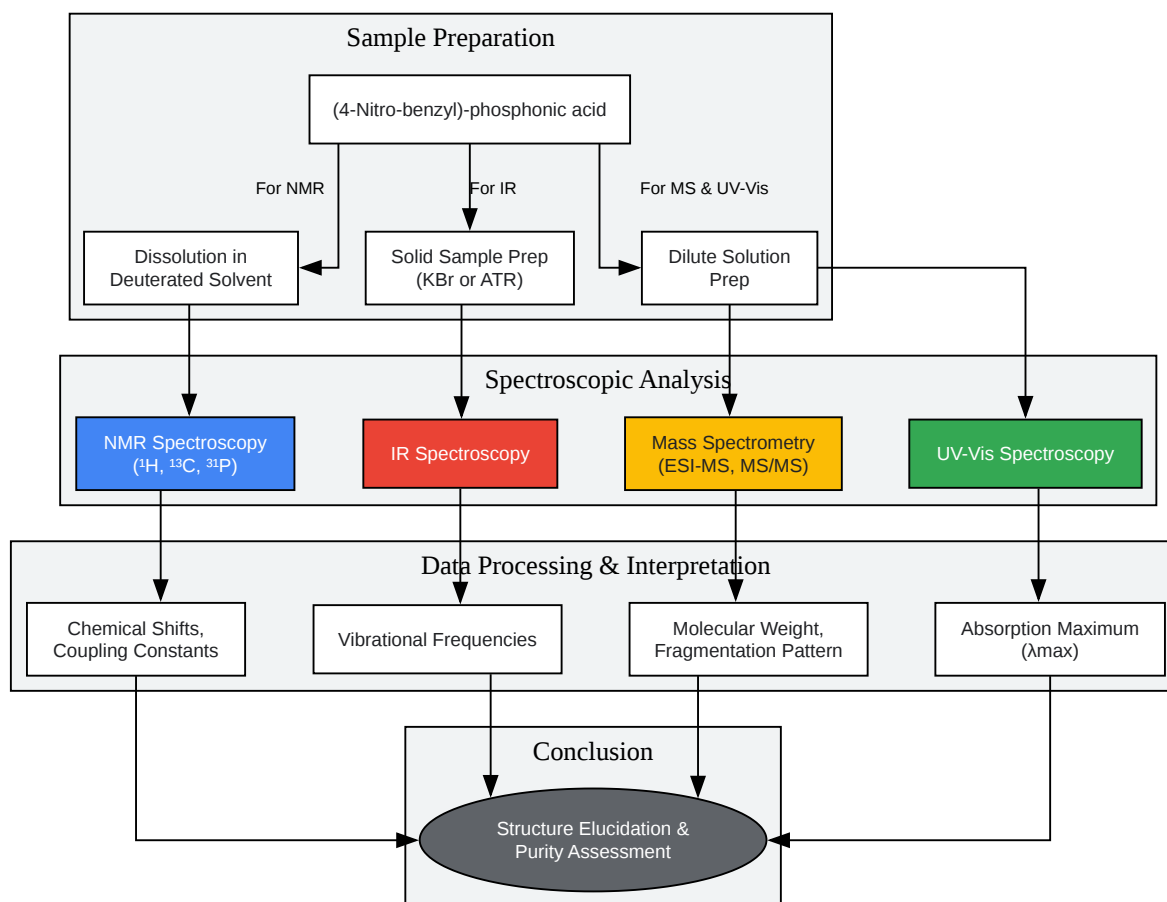 Sample Preparation
(4-Nitro-benzyl)-phosphonic acid
For NMR
For IR
For MS & UV-Vis
Dissolution in
Deuterated Solvent
Solid Sample Prep
(KBr or ATR)
Dilute Solution
Prep
Spectroscopic Analysis
NMR Spectroscopy
(¹H, ¹³C, ³¹P)
IR Spectroscopy
Mass Spectrometry
(ESI-MS, MS/MS)
UV-Vis Spectroscopy
Data Processing & Interpretation
Chemical Shifts,
Coupling Constants
Vibrational Frequencies
Molecular Weight,
Fragmentation Pattern
Absorption Maximum
(λmax)
Conclusion
Structure Elucidation &
Purity Assessment